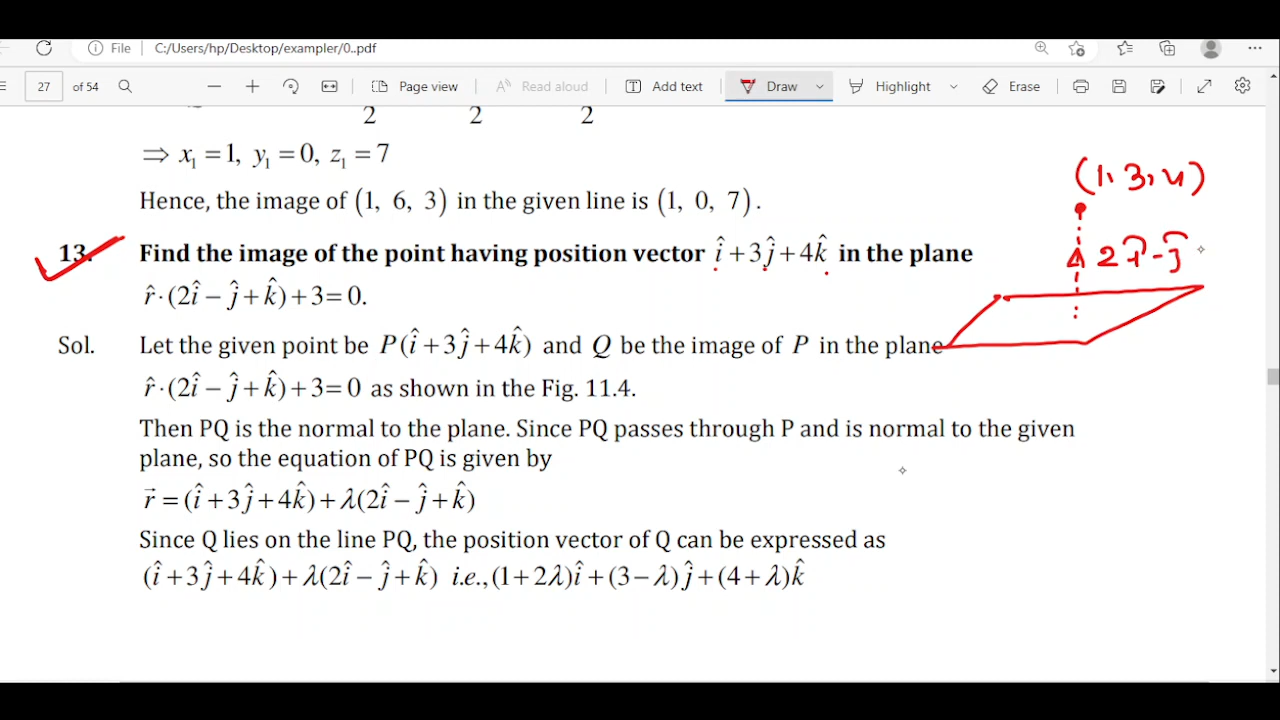 File C:/Users/hp/Desktop/exampler/0..pdf
27 of 54 Page view Read aloud Add text Draw Highlight Erase
2 2 2
⇒ x₁ = 1, y₁ = 0, z₁ = 7
(1, 3, 4)
Hence, the image of (1, 6, 3) in the given line is (1, 0, 7).
13. Find the image of the point having position vector î + 3ĵ + 4k̂ in the plane
2i̅ - j̅
r̂ · (2î − ĵ + k̂) + 3 = 0.
Sol. Let the given point be P(î + 3ĵ + 4k̂) and Q be the image of P in the plane
r̂ · (2î − ĵ + k̂) + 3 = 0 as shown in the Fig. 11.4.
Then PQ is the normal to the plane. Since PQ passes through P and is normal to the given
plane, so the equation of PQ is given by
r⃗ = (î + 3ĵ + 4k̂) + λ(2î − ĵ + k̂)
Since Q lies on the line PQ, the position vector of Q can be expressed as
(î + 3ĵ + 4k̂) + λ(2î − ĵ + k̂) i.e., (1 + 2λ)î + (3 − λ)ĵ + (4 + λ)k̂